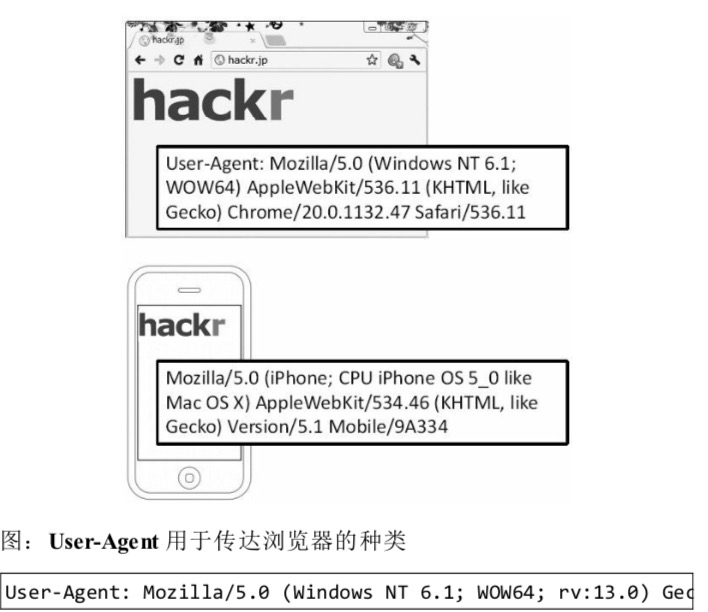 hackr.jp
hackr.jp
hackr
User-Agent: Mozilla/5.0 (Windows NT 6.1;
WOW64) AppleWebKit/536.11 (KHTML, like
Gecko) Chrome/20.0.1132.47 Safari/536.11
hackr
Mozilla/5.0 (iPhone; CPU iPhone OS 5_0 like
Mac OS X) AppleWebKit/534.46 (KHTML, like
Gecko) Version/5.1 Mobile/9A334
图：User-Agent 用于传达浏览器的种类
User-Agent: Mozilla/5.0 (Windows NT 6.1; WOW64; rv:13.0) Gec